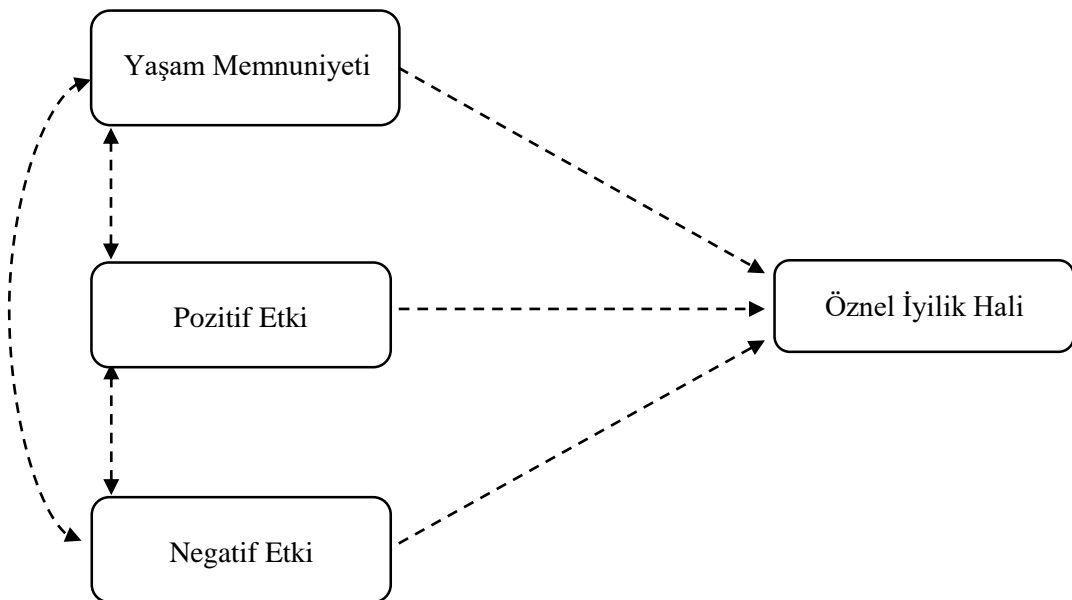 Yaşam Memnuniyeti
Pozitif Etki
Öznel İyilik Hali
Negatif Etki